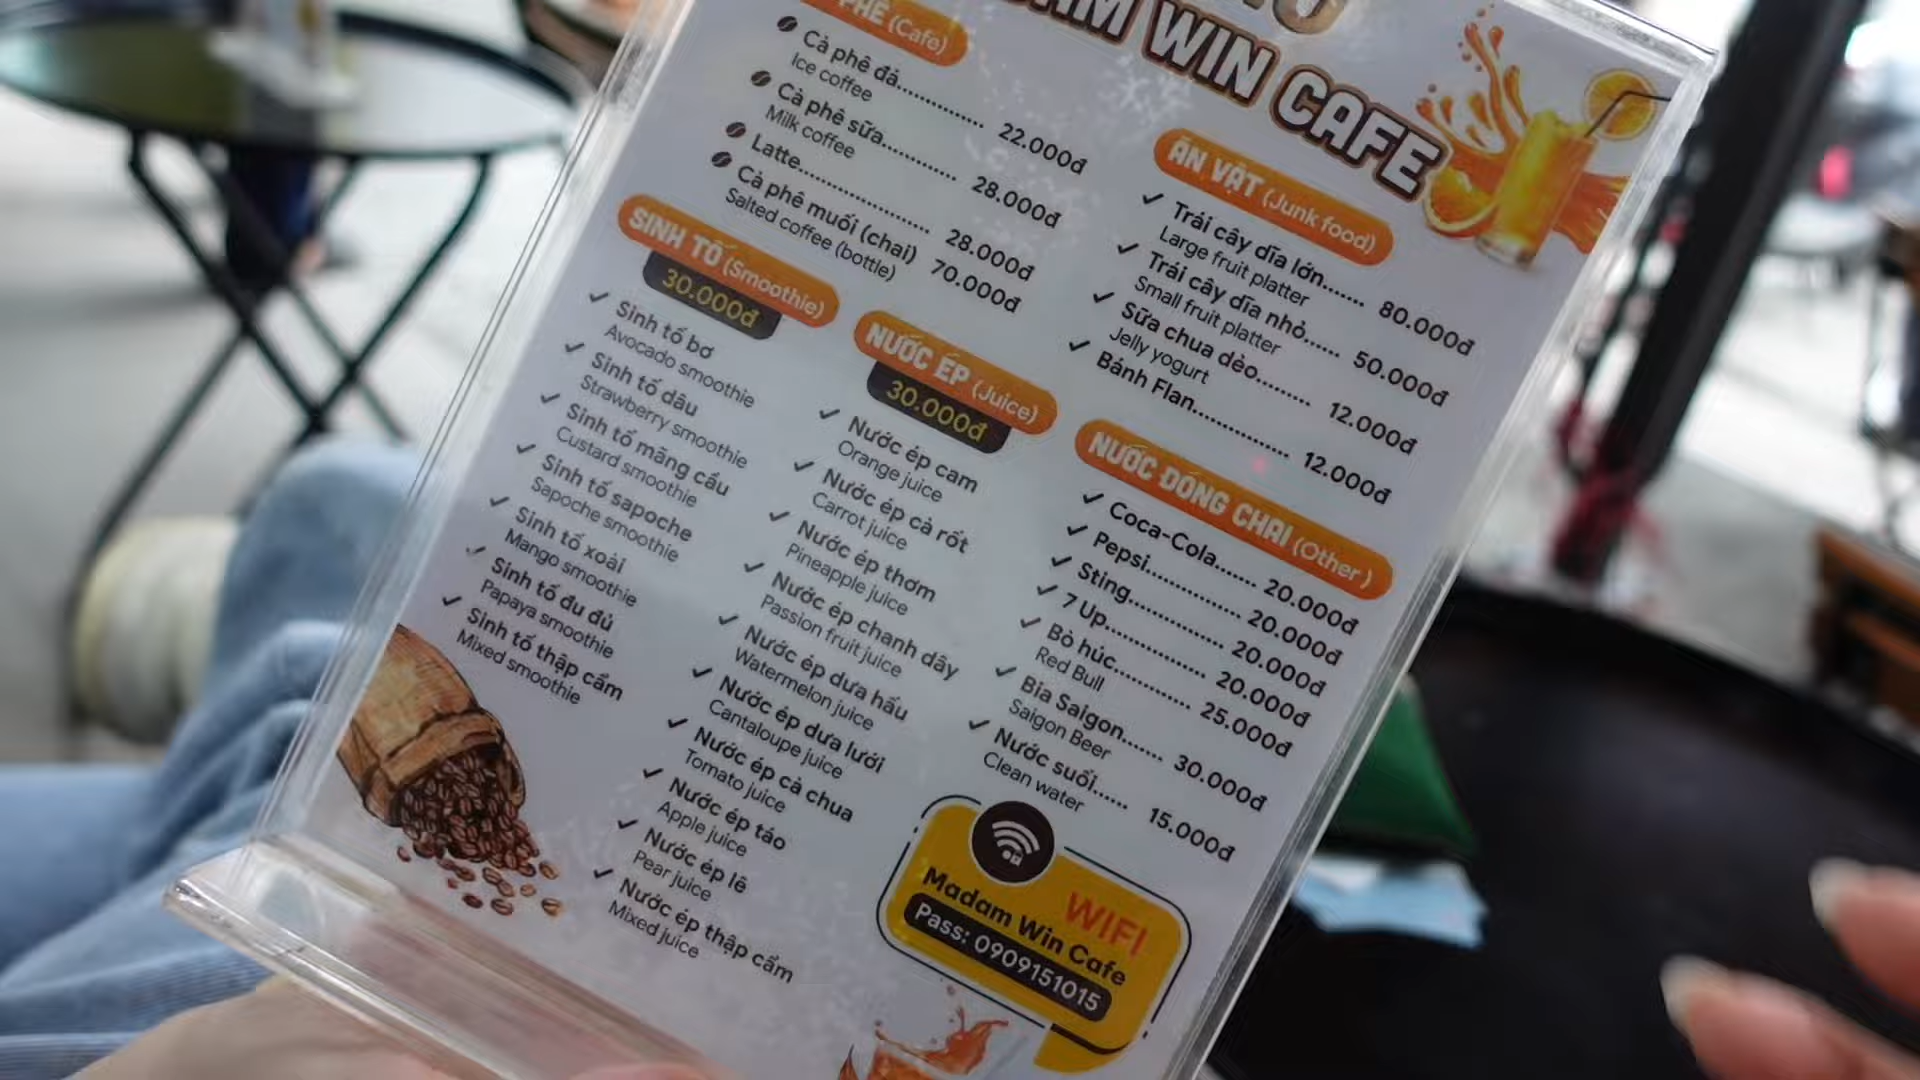 WIN CAFE
PHÊ (Cafe)
Cà phê đá............. 22.000đ
Ice coffee
Cà phê sữa........... 28.000đ
Milk coffee
Latte................... 28.000đ
Cà phê muối (chai) 70.000đ
Salted coffee (bottle)
SINH TỐ (Smoothie)
30.000đ
Sinh tố bơ
Avocado smoothie
Sinh tố dâu
Strawberry smoothie
Sinh tố mãng cầu
Custard smoothie
Sinh tố sapoche
Sapoche smoothie
Sinh tố xoài
Mango smoothie
Sinh tố đu đủ
Papaya smoothie
Sinh tố thập cẩm
Mixed smoothie
NƯỚC ÉP (Juice)
30.000đ
Nước ép cam
Orange juice
Nước ép cà rốt
Carrot juice
Nước ép thơm
Pineapple juice
Nước ép chanh dây
Passion fruit juice
Nước ép dưa hấu
Watermelon juice
Nước ép dưa lưới
Cantaloupe juice
Nước ép cà chua
Tomato juice
Nước ép táo
Apple juice
Nước ép lê
Pear juice
Nước ép thập cẩm
Mixed juice
ĂN VẶT (Junk food)
Trái cây dĩa lớn....... 80.000đ
Large fruit platter
Trái cây dĩa nhỏ...... 50.000đ
Small fruit platter
Sữa chua dẻo......... 12.000đ
Jelly yogurt
Bánh Flan............... 12.000đ
NƯỚC ĐÓNG CHAI (Other )
Coca-Cola....... 20.000đ
Pepsi............... 20.000đ
Sting............... 20.000đ
7 Up................ 20.000đ
Bò húc............. 25.000đ
Red Bull
Bia Saigon....... 30.000đ
Saigon Beer
Nước suối...... 15.000đ
Clean water
WIFI
Madam Win Cafe
Pass: 0909151015